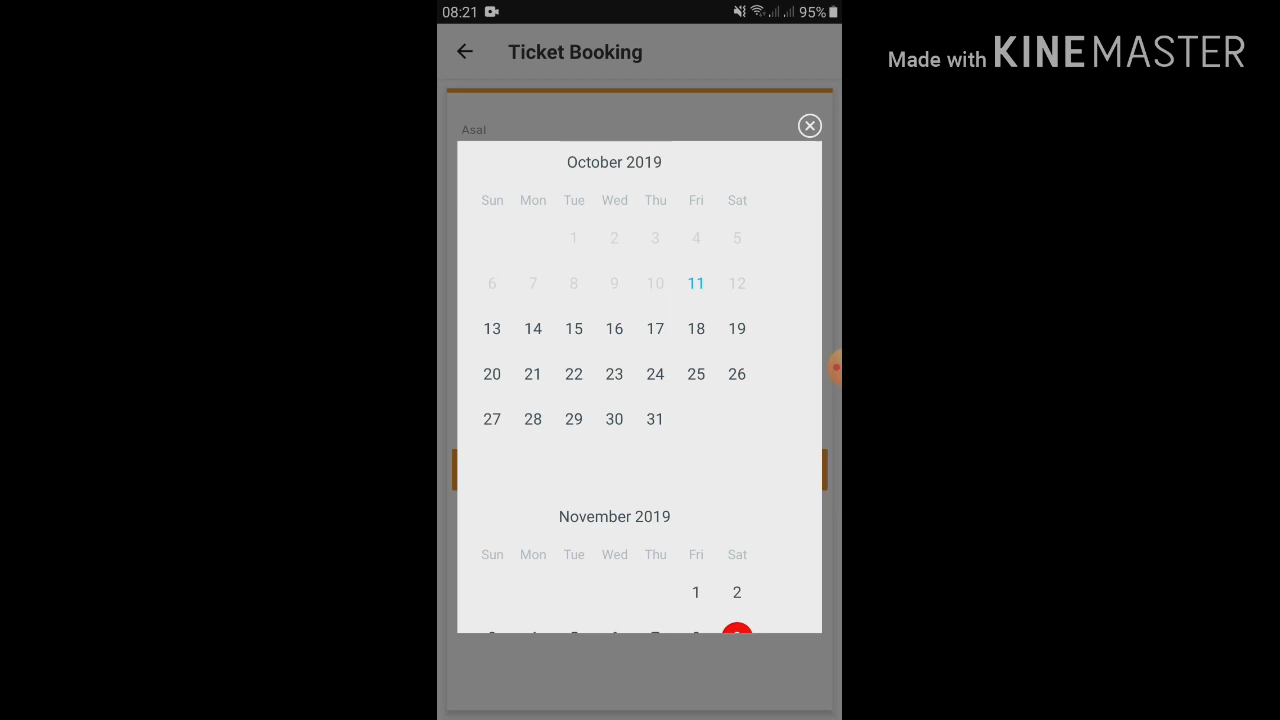 08:21 95%
Made with KINEMASTER
Ticket Booking
Asal
October 2019
Sun Mon Tue Wed Thu Fri Sat
1 2 3 4 5
6 7 8 9 10 11 12
13 14 15 16 17 18 19
20 21 22 23 24 25 26
27 28 29 30 31
November 2019
Sun Mon Tue Wed Thu Fri Sat
1 2